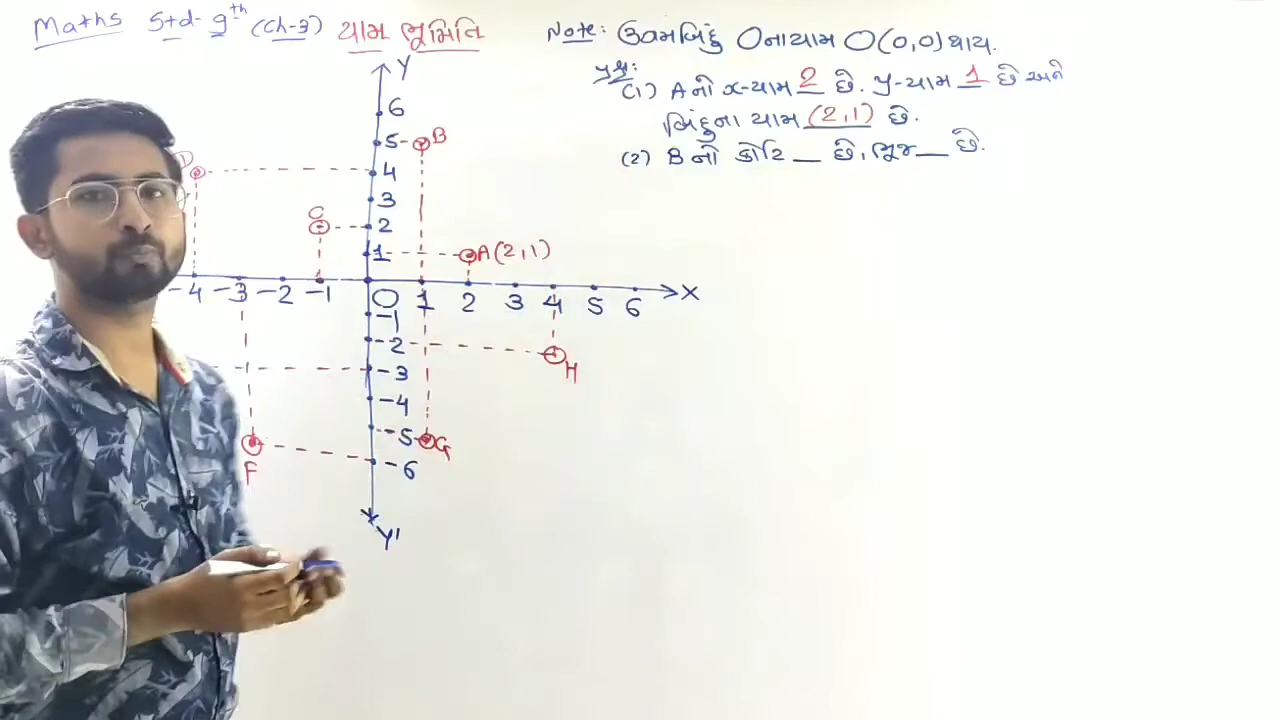 Maths Std- 9th (Ch-3) યામ ભૂમિતિ
Note: ઊગમબિંદુ Oના યામ O(0,0) થાય.
પ્રશ્ન:
(1) A નો x-યામ 2 છે. y-યામ 1 છે અને
બિંદુના યામ (2,1) છે.
(2) B નો કોટિ __ છે, ભૂજ __ છે.
Y
6
5 B
D 4
3
C 2
1 A(2,1)
-4 -3 -2 -1 O 1 2 3 4 5 6 X
-1
-2 H
-3
-4
-5 G
F -6
Y'